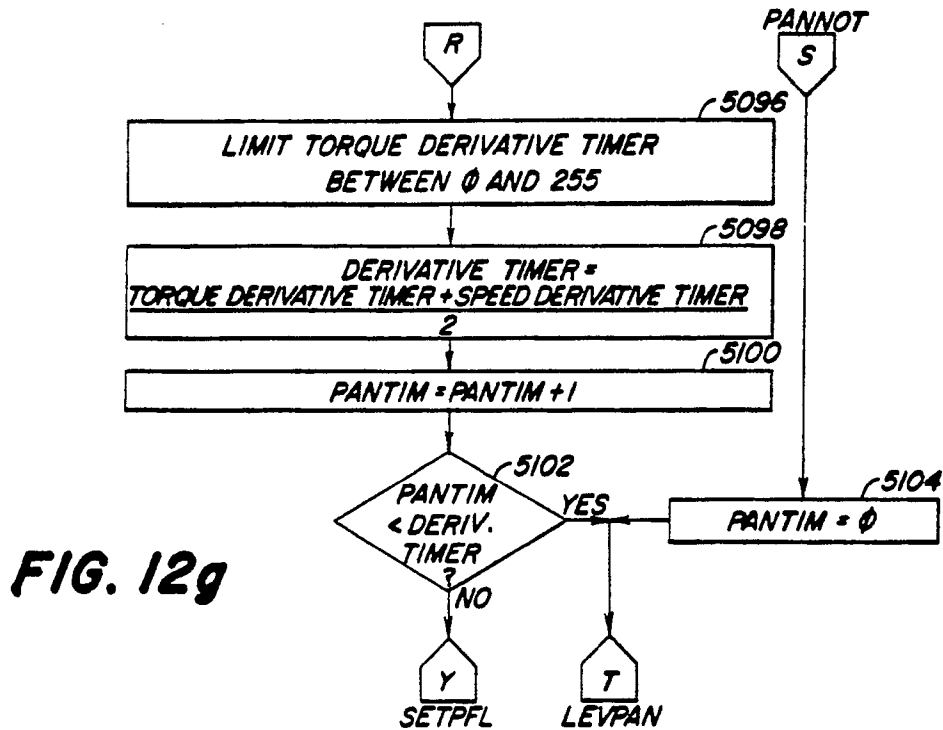 PANNOT
R
S
5096
LIMIT TORQUE DERIVATIVE TIMER
BETWEEN Φ AND 255
5098
DERIVATIVE TIMER =
TORQUE DERIVATIVE TIMER + SPEED DERIVATIVE TIMER
2
5100
PANTIM = PANTIM + 1
5102
PANTIM
< DERIV.
TIMER
?
YES
NO
5104
PANTIM = Φ
FIG. 12g
Y
SETPFL
T
LEVPAN